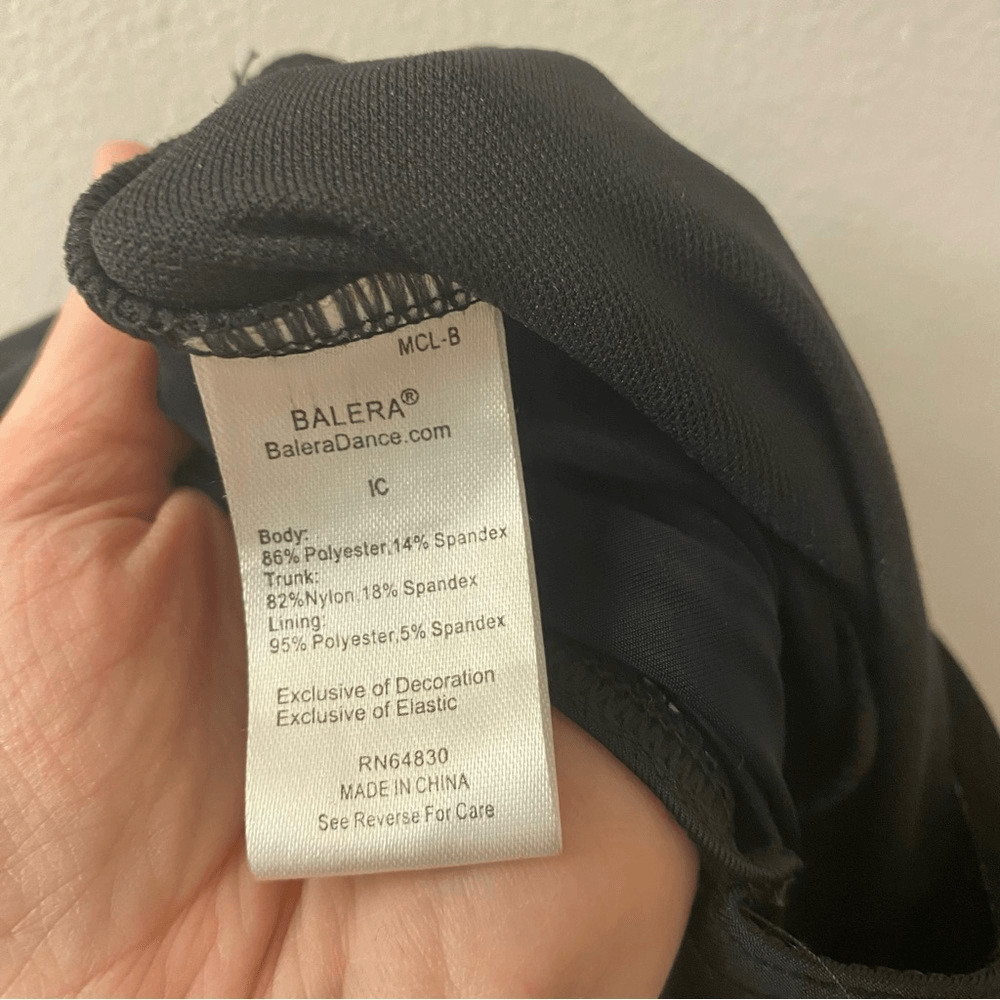 MCL-B
BALERA®
BaleraDance.com
IC
Body:
86% Polyester,14% Spandex
Trunk:
82%Nylon,18% Spandex
Lining:
95% Polyester,5% Spandex
Exclusive of Decoration
Exclusive of Elastic
RN64830
MADE IN CHINA
See Reverse For Care